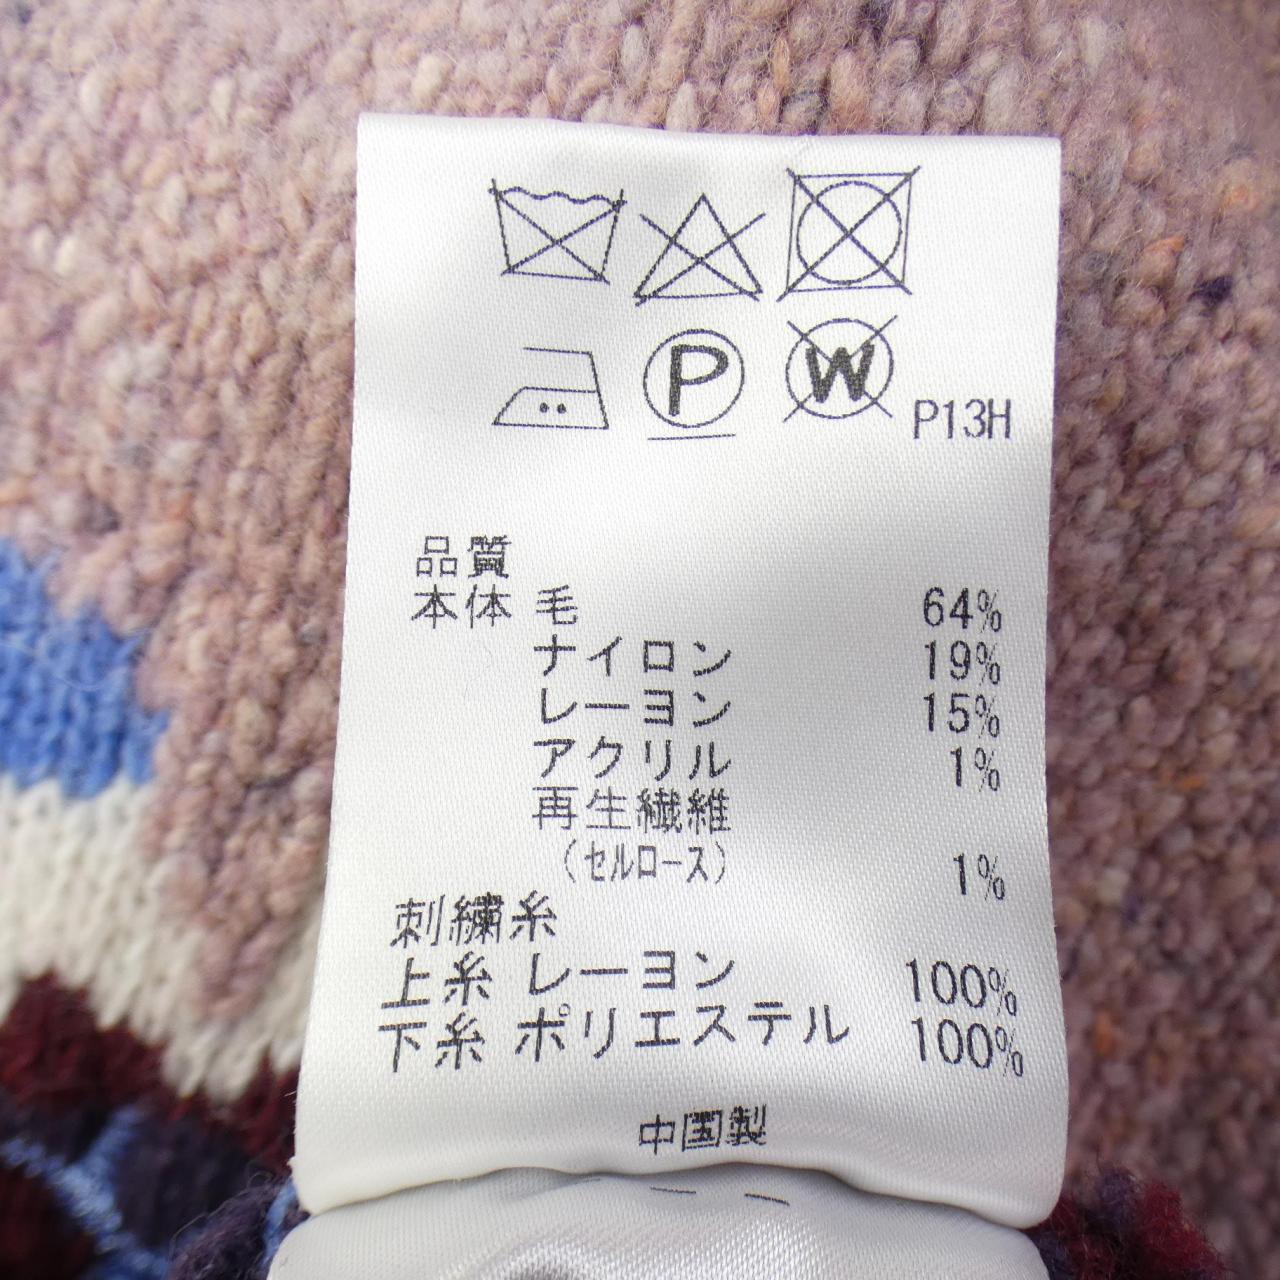 P W P13H
品質
本体 毛 64%
ナイロン 19%
レーヨン 15%
アクリル 1%
再生繊維
(セルロース) 1%
刺繍糸
上糸 レーヨン 100%
下糸 ポリエステル 100%
中国製